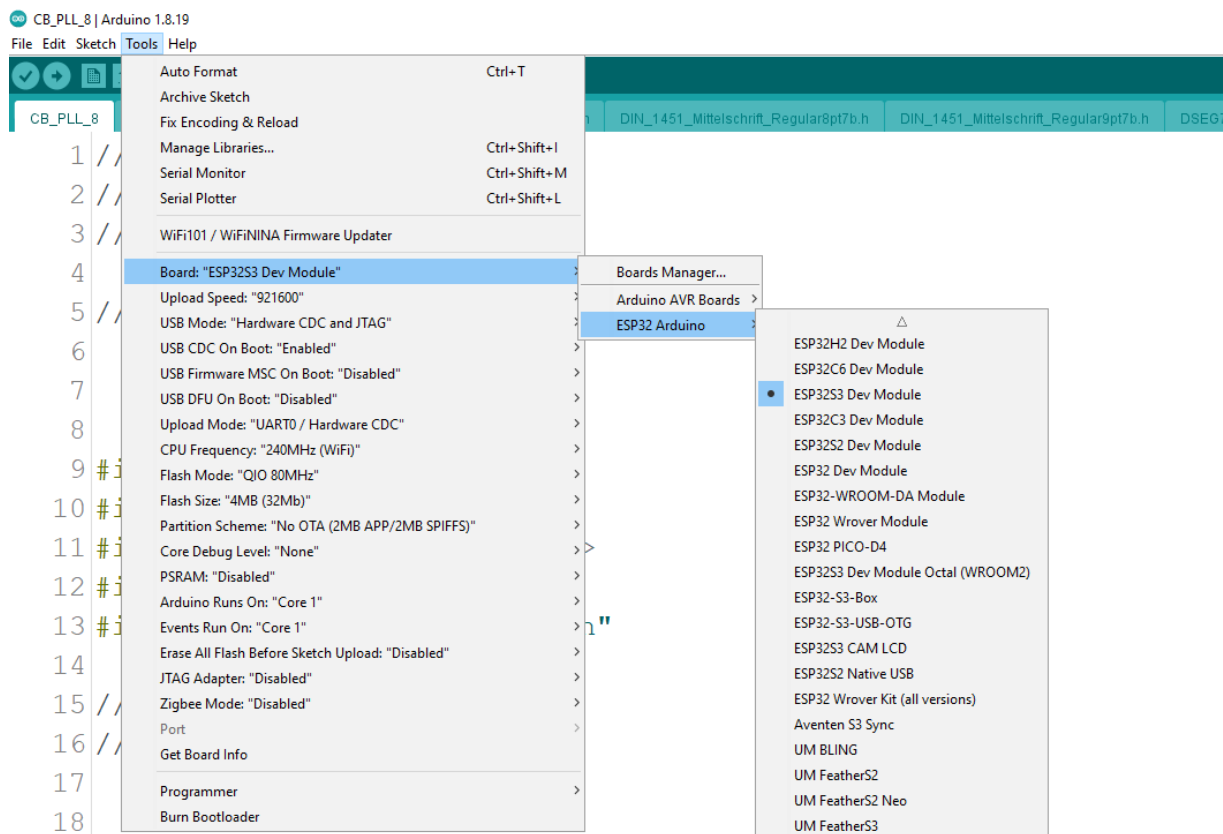 CB_PLL_8 | Arduino 1.8.19
File Edit Sketch Tools Help
CB_PLL_8
DIN_1451_Mittelschrift_Regular8pt7b.h
DIN_1451_Mittelschrift_Regular9pt7b.h
DSEG7
Auto Format Ctrl+T
Archive Sketch
Fix Encoding & Reload
Manage Libraries... Ctrl+Shift+I
Serial Monitor Ctrl+Shift+M
Serial Plotter Ctrl+Shift+L
WiFi101 / WiFiNINA Firmware Updater
Board: "ESP32S3 Dev Module"
Upload Speed: "921600"
USB Mode: "Hardware CDC and JTAG"
USB CDC On Boot: "Enabled"
USB Firmware MSC On Boot: "Disabled"
USB DFU On Boot: "Disabled"
Upload Mode: "UART0 / Hardware CDC"
CPU Frequency: "240MHz (WiFi)"
Flash Mode: "QIO 80MHz"
Flash Size: "4MB (32Mb)"
Partition Scheme: "No OTA (2MB APP/2MB SPIFFS)"
Core Debug Level: "None"
PSRAM: "Disabled"
Arduino Runs On: "Core 1"
Events Run On: "Core 1"
Erase All Flash Before Sketch Upload: "Disabled"
JTAG Adapter: "Disabled"
Zigbee Mode: "Disabled"
Port
Get Board Info
Programmer
Burn Bootloader
Boards Manager...
Arduino AVR Boards
ESP32 Arduino
ESP32H2 Dev Module
ESP32C6 Dev Module
ESP32S3 Dev Module
ESP32C3 Dev Module
ESP32S2 Dev Module
ESP32 Dev Module
ESP32-WROOM-DA Module
ESP32 Wrover Module
ESP32 PICO-D4
ESP32S3 Dev Module Octal (WROOM2)
ESP32-S3-Box
ESP32-S3-USB-OTG
ESP32S3 CAM LCD
ESP32S2 Native USB
ESP32 Wrover Kit (all versions)
Aventen S3 Sync
UM BLING
UM FeatherS2
UM FeatherS2 Neo
UM FeatherS3
1 //
2 //
3 //
4
5 //
6
7
8
9 #i
10 #i
11 #i >
12 #i
13 #i n"
14
15 //
16 //
17
18